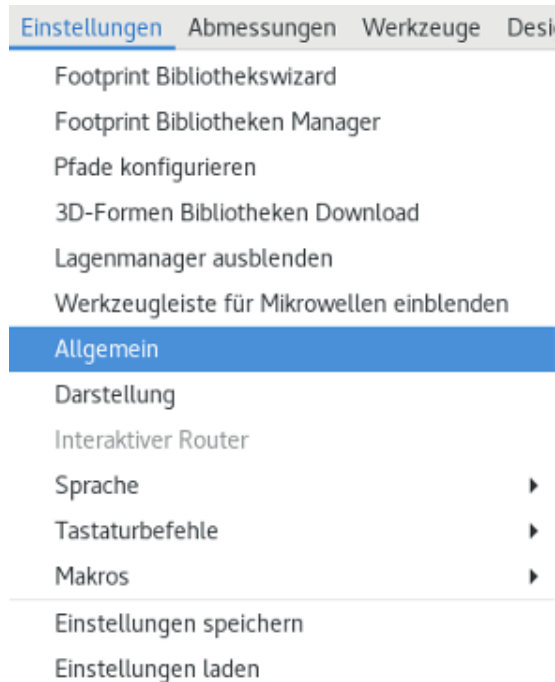 Einstellungen Abmessungen Werkzeuge Desi
Footprint Bibliothekswizard
Footprint Bibliotheken Manager
Pfade konfigurieren
3D-Formen Bibliotheken Download
Lagenmanager ausblenden
Werkzeugleiste für Mikrowellen einblenden
Allgemein
Darstellung
Interaktiver Router
Sprache
Tastaturbefehle
Makros
Einstellungen speichern
Einstellungen laden